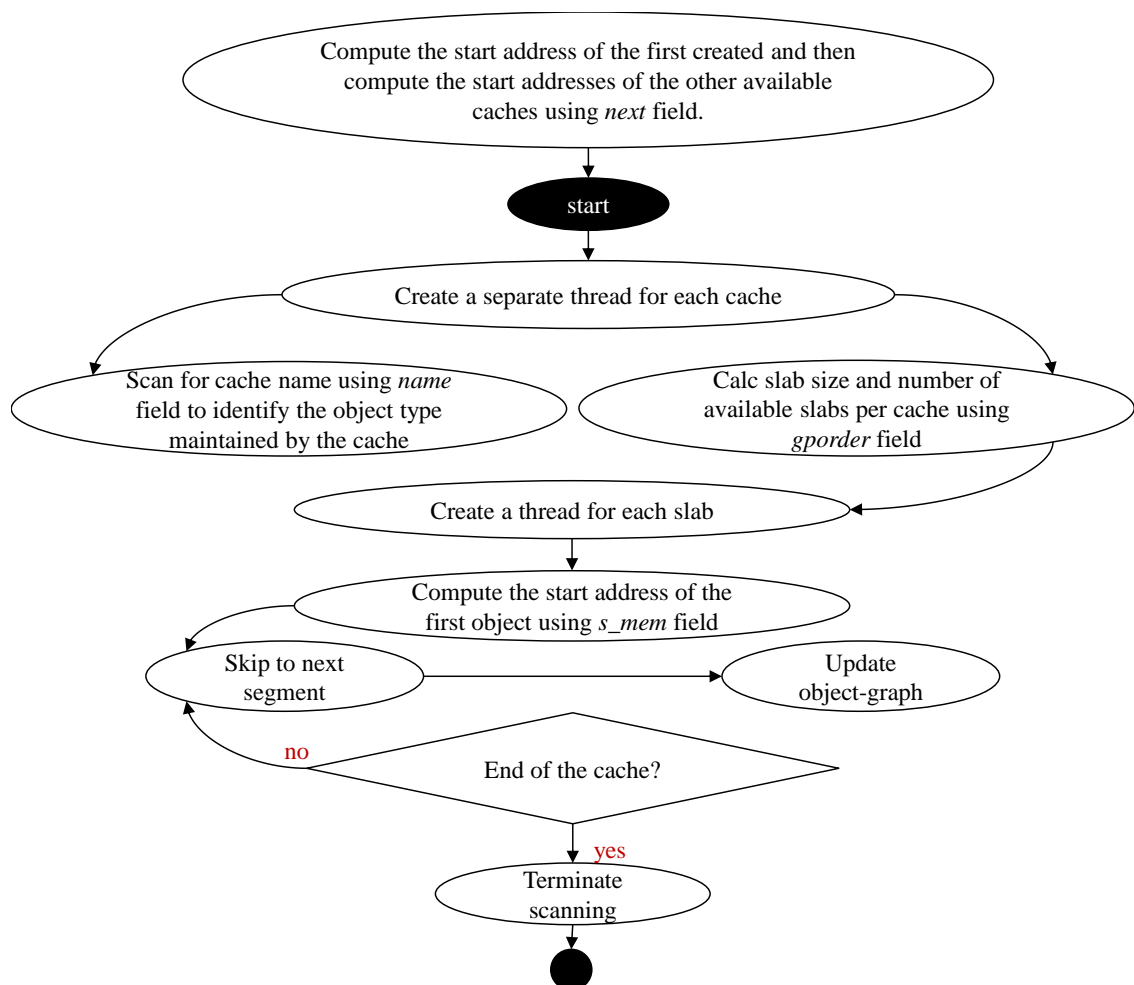 Compute the start address of the first created and then
compute the start addresses of the other available
caches using next field.
start
Create a separate thread for each cache
Scan for cache name using name
field to identify the object type
maintained by the cache
Calc slab size and number of
available slabs per cache using
gporder field
Create a thread for each slab
Compute the start address of the
first object using s_mem field
Skip to next
segment
Update
object-graph
no
End of the cache?
yes
Terminate
scanning